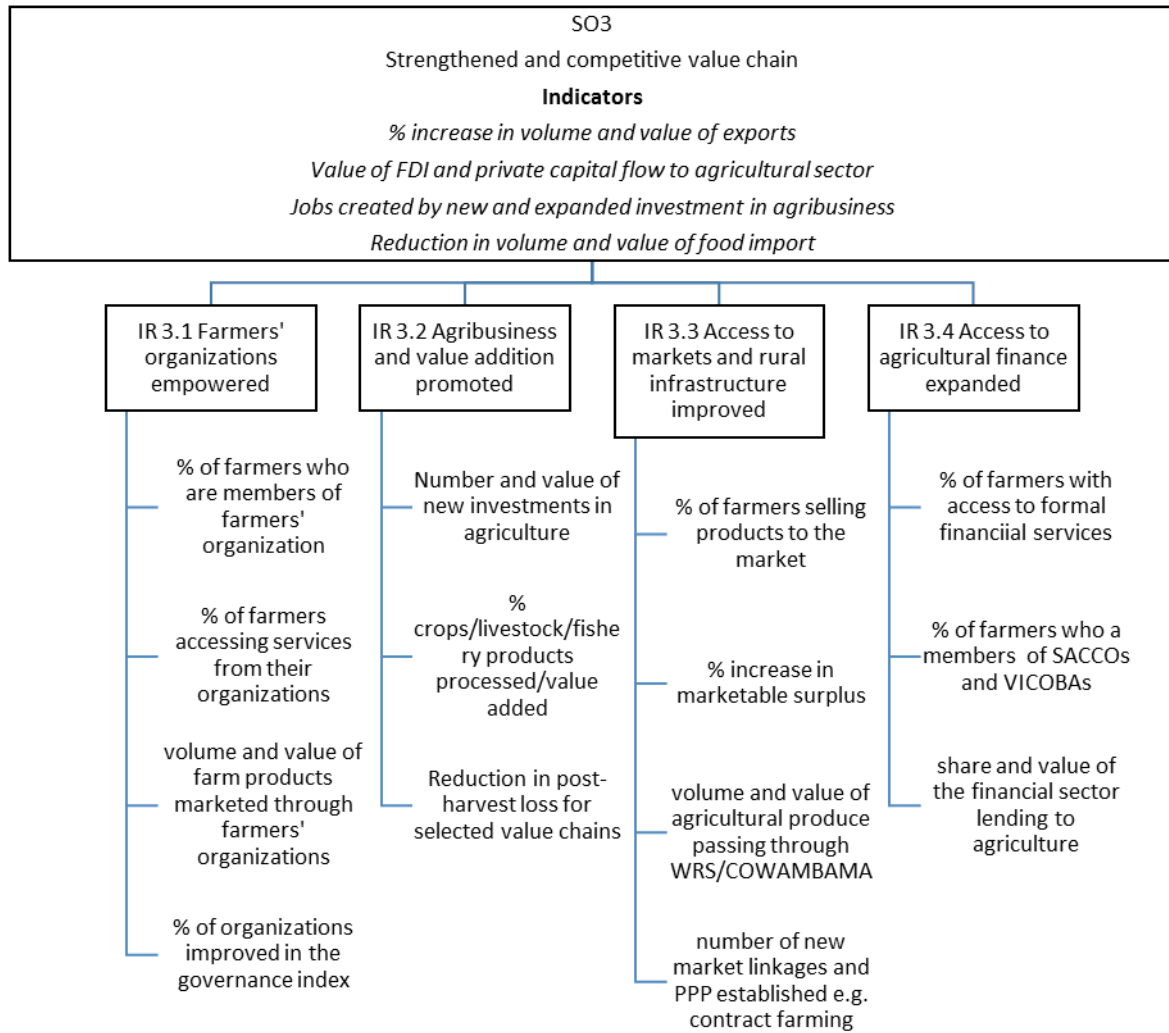 SO3
Strengthened and competitive value chain
Indicators
% increase in volume and value of exports
Value of FDI and private capital flow to agricultural sector
Jobs created by new and expanded investment in agribusiness
Reduction in volume and value of food import
IR 3.1 Farmers'
organizations
empowered
% of farmers who
are members of
farmers'
organization
% of farmers
accessing services
from their
organizations
volume and value of
farm products
marketed through
farmers'
organizations
% of organizations
improved in the
governance index
IR 3.2 Agribusiness
and value addition
promoted
Number and value of
new investments in
agriculture
%
crops/livestock/fishe
ry products
processed/value
added
Reduction in post-
harvest loss for
selected value chains
IR 3.3 Access to
markets and rural
infrastructure
improved
% of farmers selling
products to the
market
% increase in
marketable surplus
volume and value of
agricultural produce
passing through
WRS/COWAMBAMA
number of new
market linkages and
PPP established e.g.
contract farming
IR 3.4 Access to
agricultural finance
expanded
% of farmers with
access to formal
financiial services
% of farmers who a
members  of SACCOs
and VICOBAs
share and value of
the financial sector
lending to
agriculture